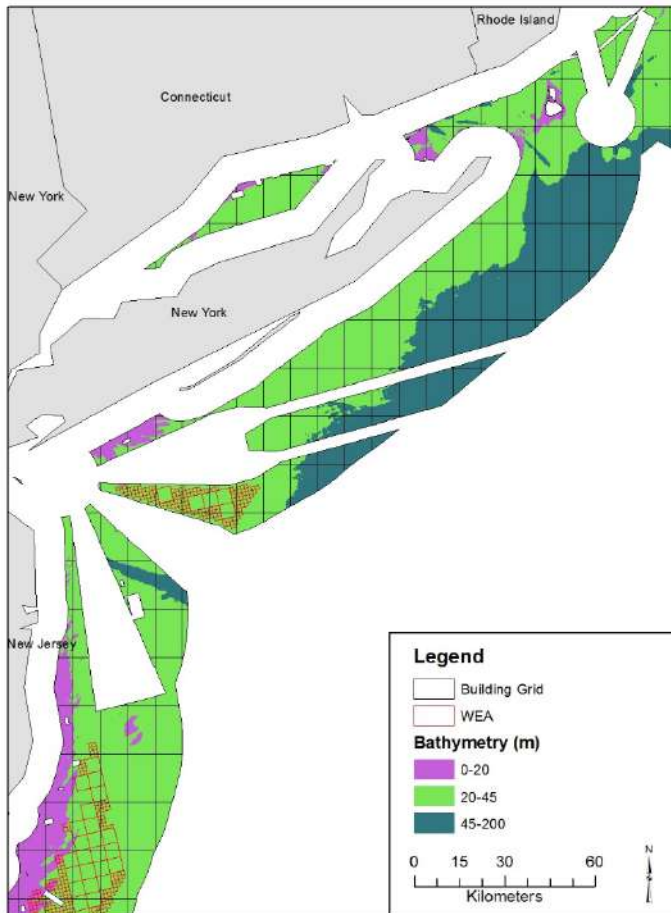 Rhode Island
Connecticut
New York
New York
New Jersey
Legend
Building Grid
WEA
Bathymetry (m)
0-20
20-45
45-200
N
S
0 15 30 60
Kilometers